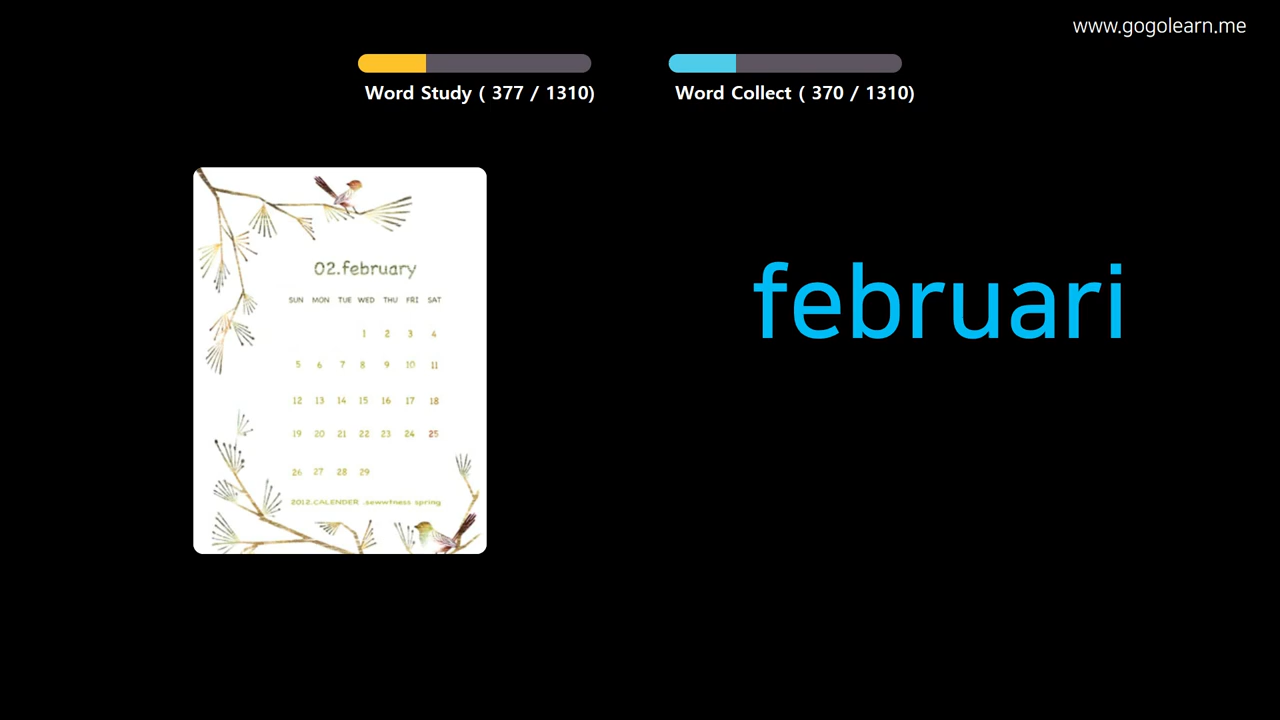 www.gogolearn.me
Word Study ( 377 / 1310)
Word Collect ( 370 / 1310)
02.february
SUN MON TUE WED THU FRI SAT
1 2 3 4
5 6 7 8 9 10 11
12 13 14 15 16 17 18
19 20 21 22 23 24 25
26 27 28 29
2012.CALENDER .sewwtness spring
februari